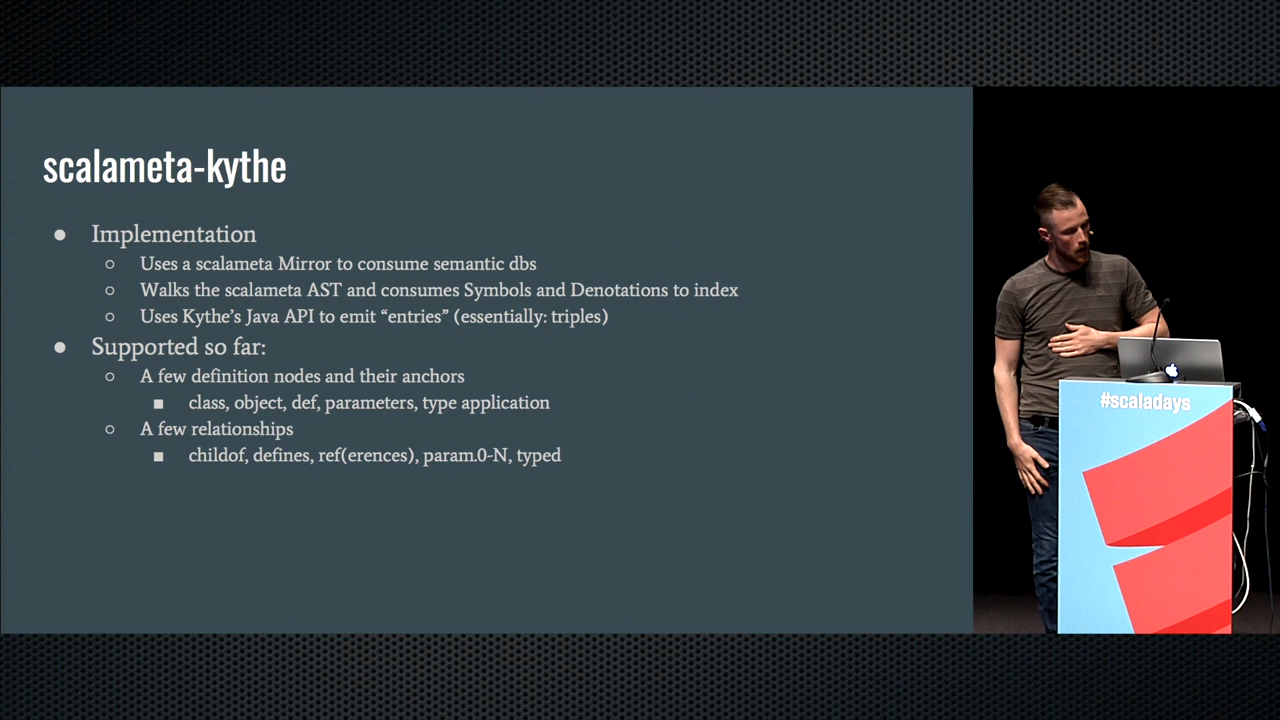 scalameta-kythe
● Implementation
○ Uses a scalameta Mirror to consume semantic dbs
○ Walks the scalameta AST and consumes Symbols and Denotations to index
○ Uses Kythe’s Java API to emit “entries” (essentially: triples)
● Supported so far:
○ A few definition nodes and their anchors
■ class, object, def, parameters, type application
○ A few relationships
■ childof, defines, ref(erences), param.0-N, typed
#scaladays